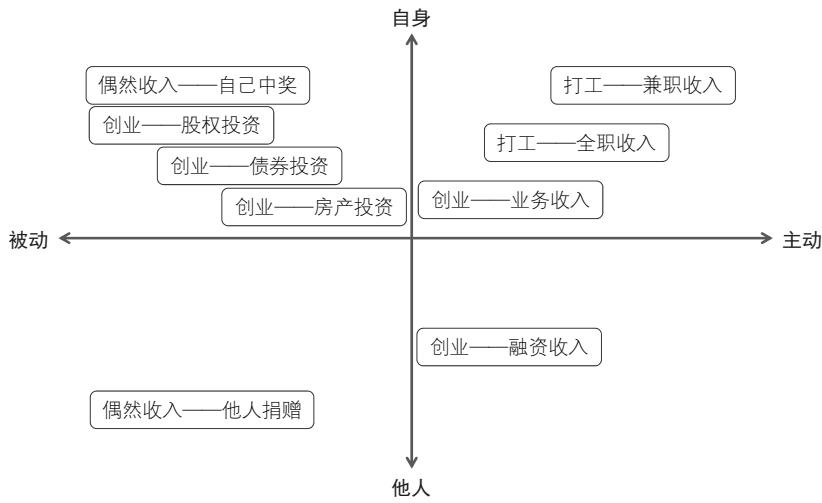 自身
偶然收入——自己中奖
打工——兼职收入
创业——股权投资
打工——全职收入
创业——债券投资
创业——房产投资
创业——业务收入
被动
主动
创业——融资收入
偶然收入——他人捐赠
他人